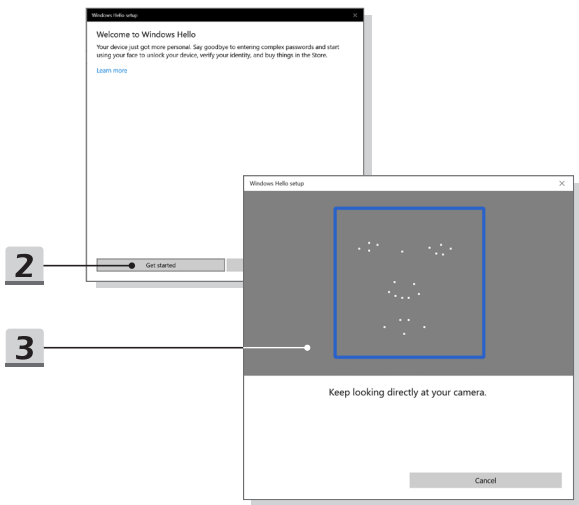 Windows Hello setup
Welcome to Windows Hello
Your device just got more personal. Say goodbye to entering complex passwords and start
using your face to unlock your device, verify your identity, and buy things in the Store.
Learn more
2
Get started
Windows Hello setup
3
Keep looking directly at your camera.
Cancel